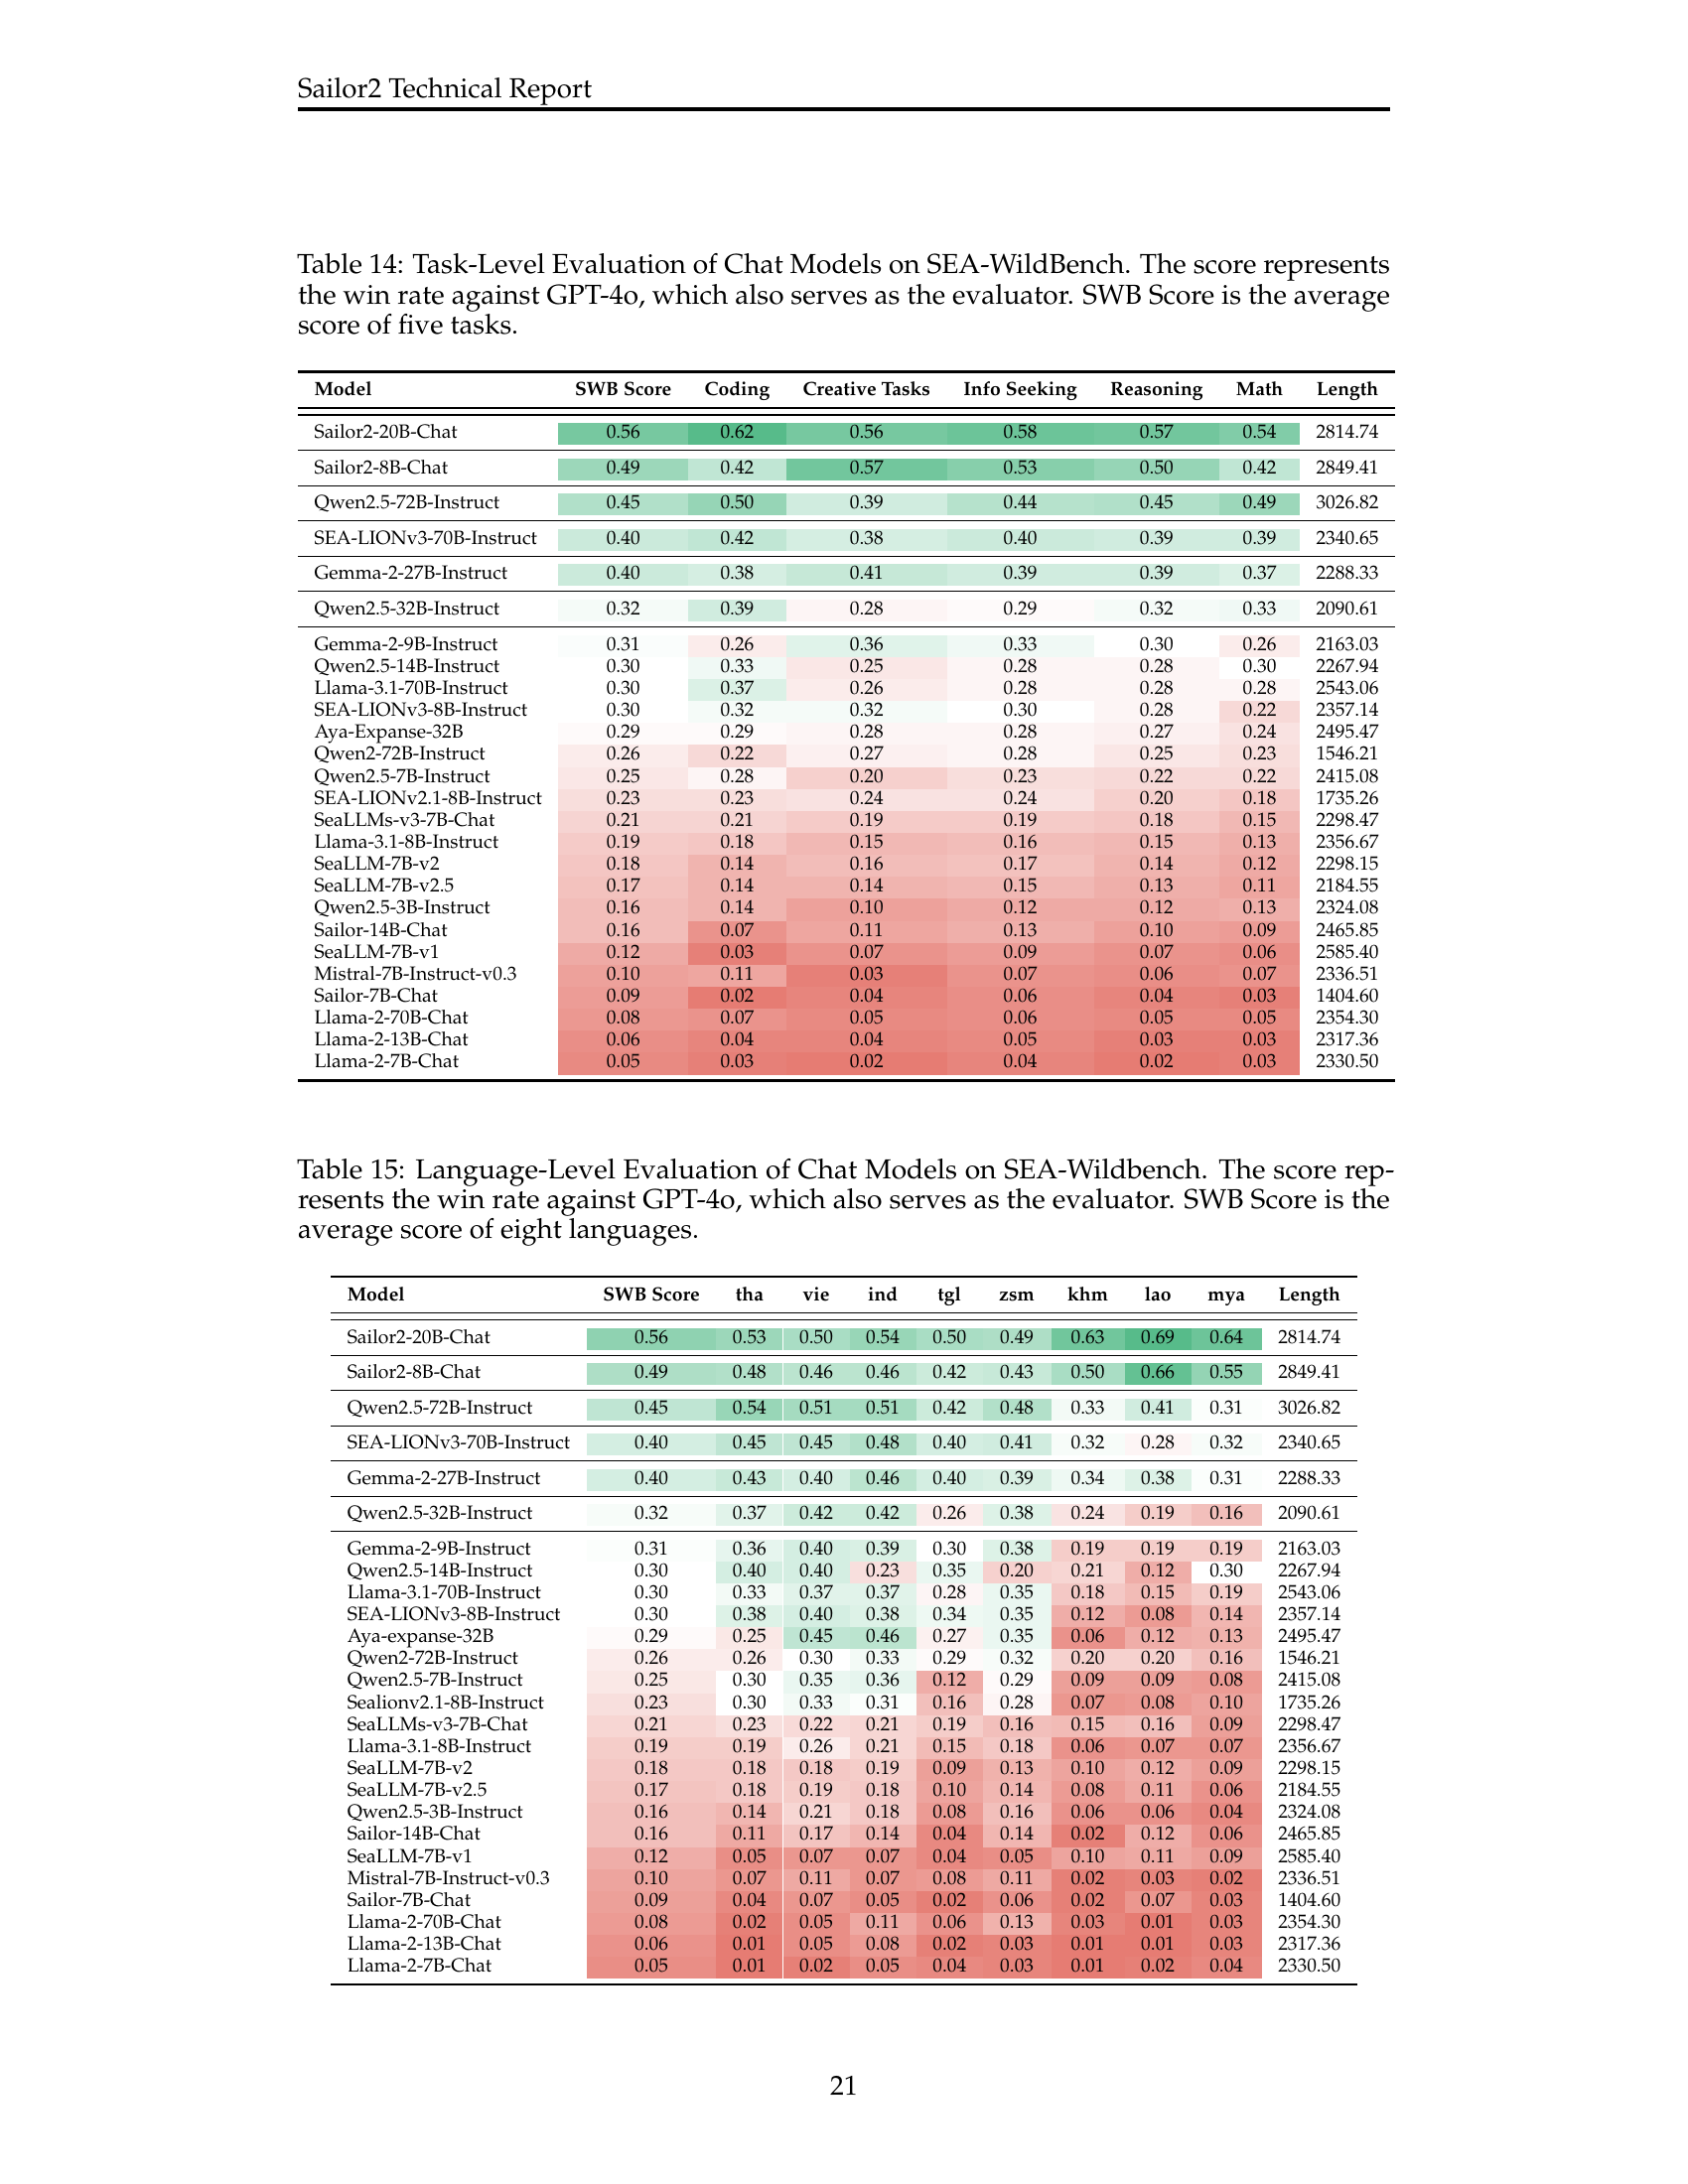 Sailor2 Technical Report
Table 14: Task-Level Evaluation of Chat Models on SEA-WildBench. The score represents
the win rate against GPT-4o, which also serves as the evaluator. SWB Score is the average
score of five tasks.
Model SWB Score Coding Creative Tasks Info Seeking Reasoning Math Length
Sailor2-20B-Chat 0.56 0.62 0.56 0.58 0.57 0.54 2814.74
Sailor2-8B-Chat 0.49 0.42 0.57 0.53 0.50 0.42 2849.41
Qwen2.5-72B-Instruct 0.45 0.50 0.39 0.44 0.45 0.49 3026.82
SEA-LIONv3-70B-Instruct 0.40 0.42 0.38 0.40 0.39 0.39 2340.65
Gemma-2-27B-Instruct 0.40 0.38 0.41 0.39 0.39 0.37 2288.33
Qwen2.5-32B-Instruct 0.32 0.39 0.28 0.29 0.32 0.33 2090.61
Gemma-2-9B-Instruct 0.31 0.26 0.36 0.33 0.30 0.26 2163.03
Qwen2.5-14B-Instruct 0.30 0.33 0.25 0.28 0.28 0.30 2267.94
Llama-3.1-70B-Instruct 0.30 0.37 0.26 0.28 0.28 0.28 2543.06
SEA-LIONv3-8B-Instruct 0.30 0.32 0.32 0.30 0.28 0.22 2357.14
Aya-Expanse-32B 0.29 0.29 0.28 0.28 0.27 0.24 2495.47
Qwen2-72B-Instruct 0.26 0.22 0.27 0.28 0.25 0.23 1546.21
Qwen2.5-7B-Instruct 0.25 0.28 0.20 0.23 0.22 0.22 2415.08
SEA-LIONv2.1-8B-Instruct 0.23 0.23 0.24 0.24 0.20 0.18 1735.26
SeaLLMs-v3-7B-Chat 0.21 0.21 0.19 0.19 0.18 0.15 2298.47
Llama-3.1-8B-Instruct 0.19 0.18 0.15 0.16 0.15 0.13 2356.67
SeaLLM-7B-v2 0.18 0.14 0.16 0.17 0.14 0.12 2298.15
SeaLLM-7B-v2.5 0.17 0.14 0.14 0.15 0.13 0.11 2184.55
Qwen2.5-3B-Instruct 0.16 0.14 0.10 0.12 0.12 0.13 2324.08
Sailor-14B-Chat 0.16 0.07 0.11 0.13 0.10 0.09 2465.85
SeaLLM-7B-v1 0.12 0.03 0.07 0.09 0.07 0.06 2585.40
Mistral-7B-Instruct-v0.3 0.10 0.11 0.03 0.07 0.06 0.07 2336.51
Sailor-7B-Chat 0.09 0.02 0.04 0.06 0.04 0.03 1404.60
Llama-2-70B-Chat 0.08 0.07 0.05 0.06 0.05 0.05 2354.30
Llama-2-13B-Chat 0.06 0.04 0.04 0.05 0.03 0.03 2317.36
Llama-2-7B-Chat 0.05 0.03 0.02 0.04 0.02 0.03 2330.50
Table 15: Language-Level Evaluation of Chat Models on SEA-Wildbench. The score rep-
resents the win rate against GPT-4o, which also serves as the evaluator. SWB Score is the
average score of eight languages.
Model SWB Score tha vie ind tgl zsm khm lao mya Length
Sailor2-20B-Chat 0.56 0.53 0.50 0.54 0.50 0.49 0.63 0.69 0.64 2814.74
Sailor2-8B-Chat 0.49 0.48 0.46 0.46 0.42 0.43 0.50 0.66 0.55 2849.41
Qwen2.5-72B-Instruct 0.45 0.54 0.51 0.51 0.42 0.48 0.33 0.41 0.31 3026.82
SEA-LIONv3-70B-Instruct 0.40 0.45 0.45 0.48 0.40 0.41 0.32 0.28 0.32 2340.65
Gemma-2-27B-Instruct 0.40 0.43 0.40 0.46 0.40 0.39 0.34 0.38 0.31 2288.33
Qwen2.5-32B-Instruct 0.32 0.37 0.42 0.42 0.26 0.38 0.24 0.19 0.16 2090.61
Gemma-2-9B-Instruct 0.31 0.36 0.40 0.39 0.30 0.38 0.19 0.19 0.19 2163.03
Qwen2.5-14B-Instruct 0.30 0.40 0.40 0.23 0.35 0.20 0.21 0.12 0.30 2267.94
Llama-3.1-70B-Instruct 0.30 0.33 0.37 0.37 0.28 0.35 0.18 0.15 0.19 2543.06
SEA-LIONv3-8B-Instruct 0.30 0.38 0.40 0.38 0.34 0.35 0.12 0.08 0.14 2357.14
Aya-expanse-32B 0.29 0.25 0.45 0.46 0.27 0.35 0.06 0.12 0.13 2495.47
Qwen2-72B-Instruct 0.26 0.26 0.30 0.33 0.29 0.32 0.20 0.20 0.16 1546.21
Qwen2.5-7B-Instruct 0.25 0.30 0.35 0.36 0.12 0.29 0.09 0.09 0.08 2415.08
Sealionv2.1-8B-Instruct 0.23 0.30 0.33 0.31 0.16 0.28 0.07 0.08 0.10 1735.26
SeaLLMs-v3-7B-Chat 0.21 0.23 0.22 0.21 0.19 0.16 0.15 0.16 0.09 2298.47
Llama-3.1-8B-Instruct 0.19 0.19 0.26 0.21 0.15 0.18 0.06 0.07 0.07 2356.67
SeaLLM-7B-v2 0.18 0.18 0.18 0.19 0.09 0.13 0.10 0.12 0.09 2298.15
SeaLLM-7B-v2.5 0.17 0.18 0.19 0.18 0.10 0.14 0.08 0.11 0.06 2184.55
Qwen2.5-3B-Instruct 0.16 0.14 0.21 0.18 0.08 0.16 0.06 0.06 0.04 2324.08
Sailor-14B-Chat 0.16 0.11 0.17 0.14 0.04 0.14 0.02 0.12 0.06 2465.85
SeaLLM-7B-v1 0.12 0.05 0.07 0.07 0.04 0.05 0.10 0.11 0.09 2585.40
Mistral-7B-Instruct-v0.3 0.10 0.07 0.11 0.07 0.08 0.11 0.02 0.03 0.02 2336.51
Sailor-7B-Chat 0.09 0.04 0.07 0.05 0.02 0.06 0.02 0.07 0.03 1404.60
Llama-2-70B-Chat 0.08 0.02 0.05 0.11 0.06 0.13 0.03 0.01 0.03 2354.30
Llama-2-13B-Chat 0.06 0.01 0.05 0.08 0.02 0.03 0.01 0.01 0.03 2317.36
Llama-2-7B-Chat 0.05 0.01 0.02 0.05 0.04 0.03 0.01 0.02 0.04 2330.50
21